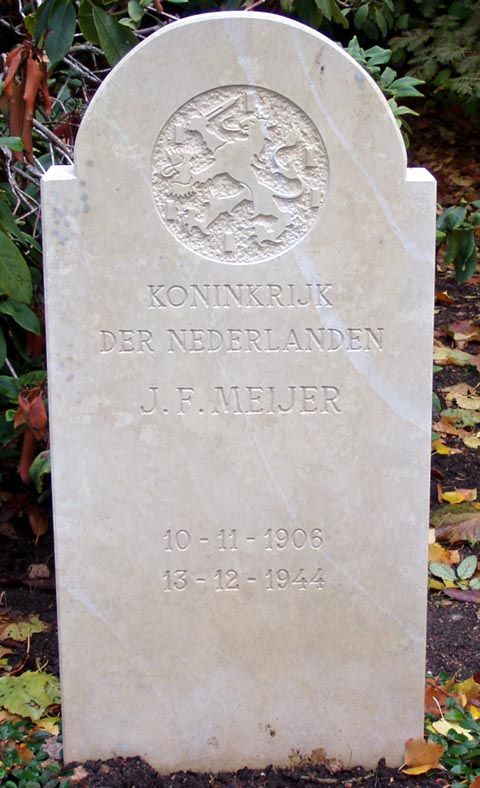 KONINKRIJK
DER NEDERLANDEN
J. F. MEIJER
10 - 11 - 1906
13 - 12 - 1944